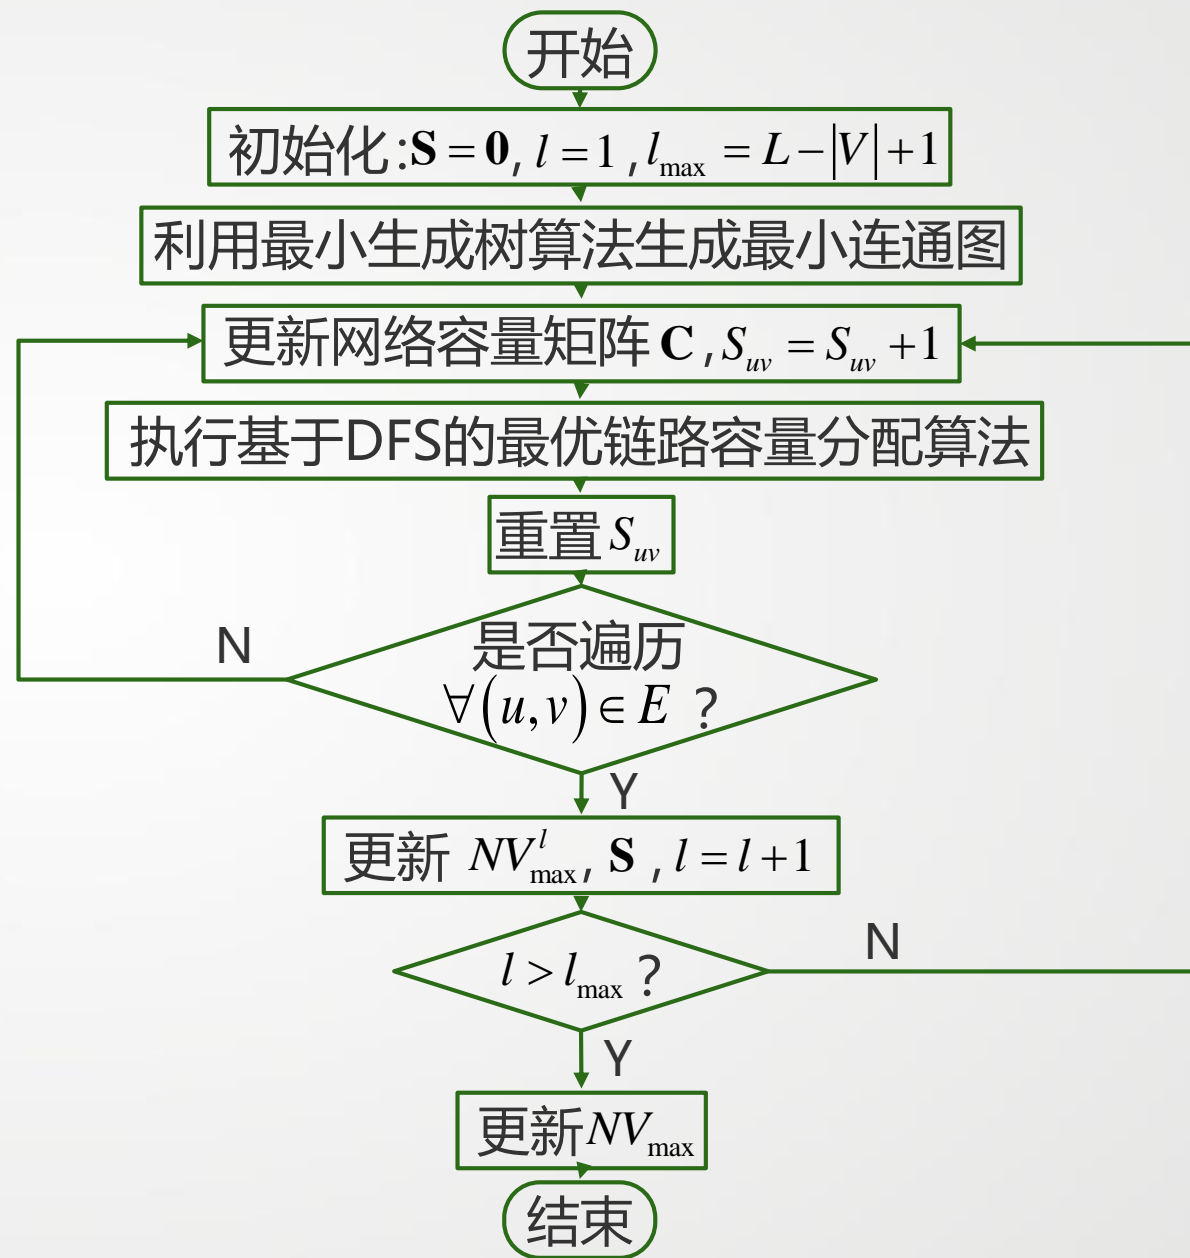 开始
初始化:S = 0, l = 1 , l_max = L − |V| + 1
利用最小生成树算法生成最小连通图
更新网络容量矩阵 C , S_uv = S_uv + 1
执行基于DFS的最优链路容量分配算法
重置 S_uv
N
是否遍历
∀(u, v) ∈ E ?
Y
更新 NV^l_max, S , l = l + 1
N
l > l_max ?
Y
更新NV_max
结束